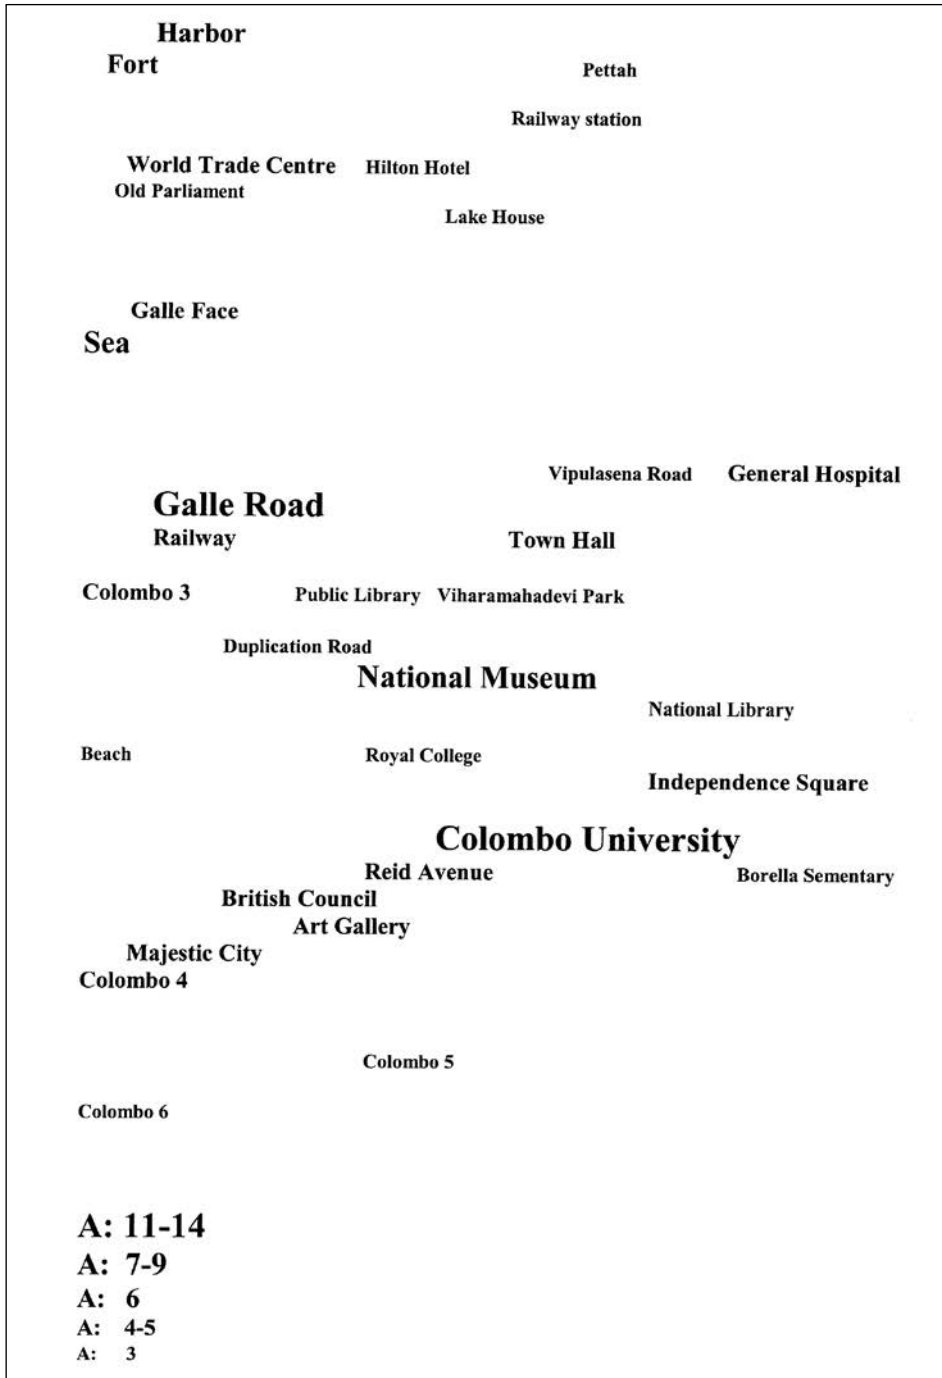 Harbor
Fort
Pettah
Railway station
World Trade Centre Hilton Hotel
Old Parliament
Lake House
Galle Face
Sea
Vipulasena Road General Hospital
Galle Road
Railway Town Hall
Colombo 3 Public Library Viharamahadevi Park
Duplication Road
National Museum
National Library
Beach Royal College
Independence Square
Colombo University
Reid Avenue Borella Sementary
British Council
Art Gallery
Majestic City
Colombo 4
Colombo 5
Colombo 6
A: 11-14
A: 7-9
A: 6
A: 4-5
A: 3